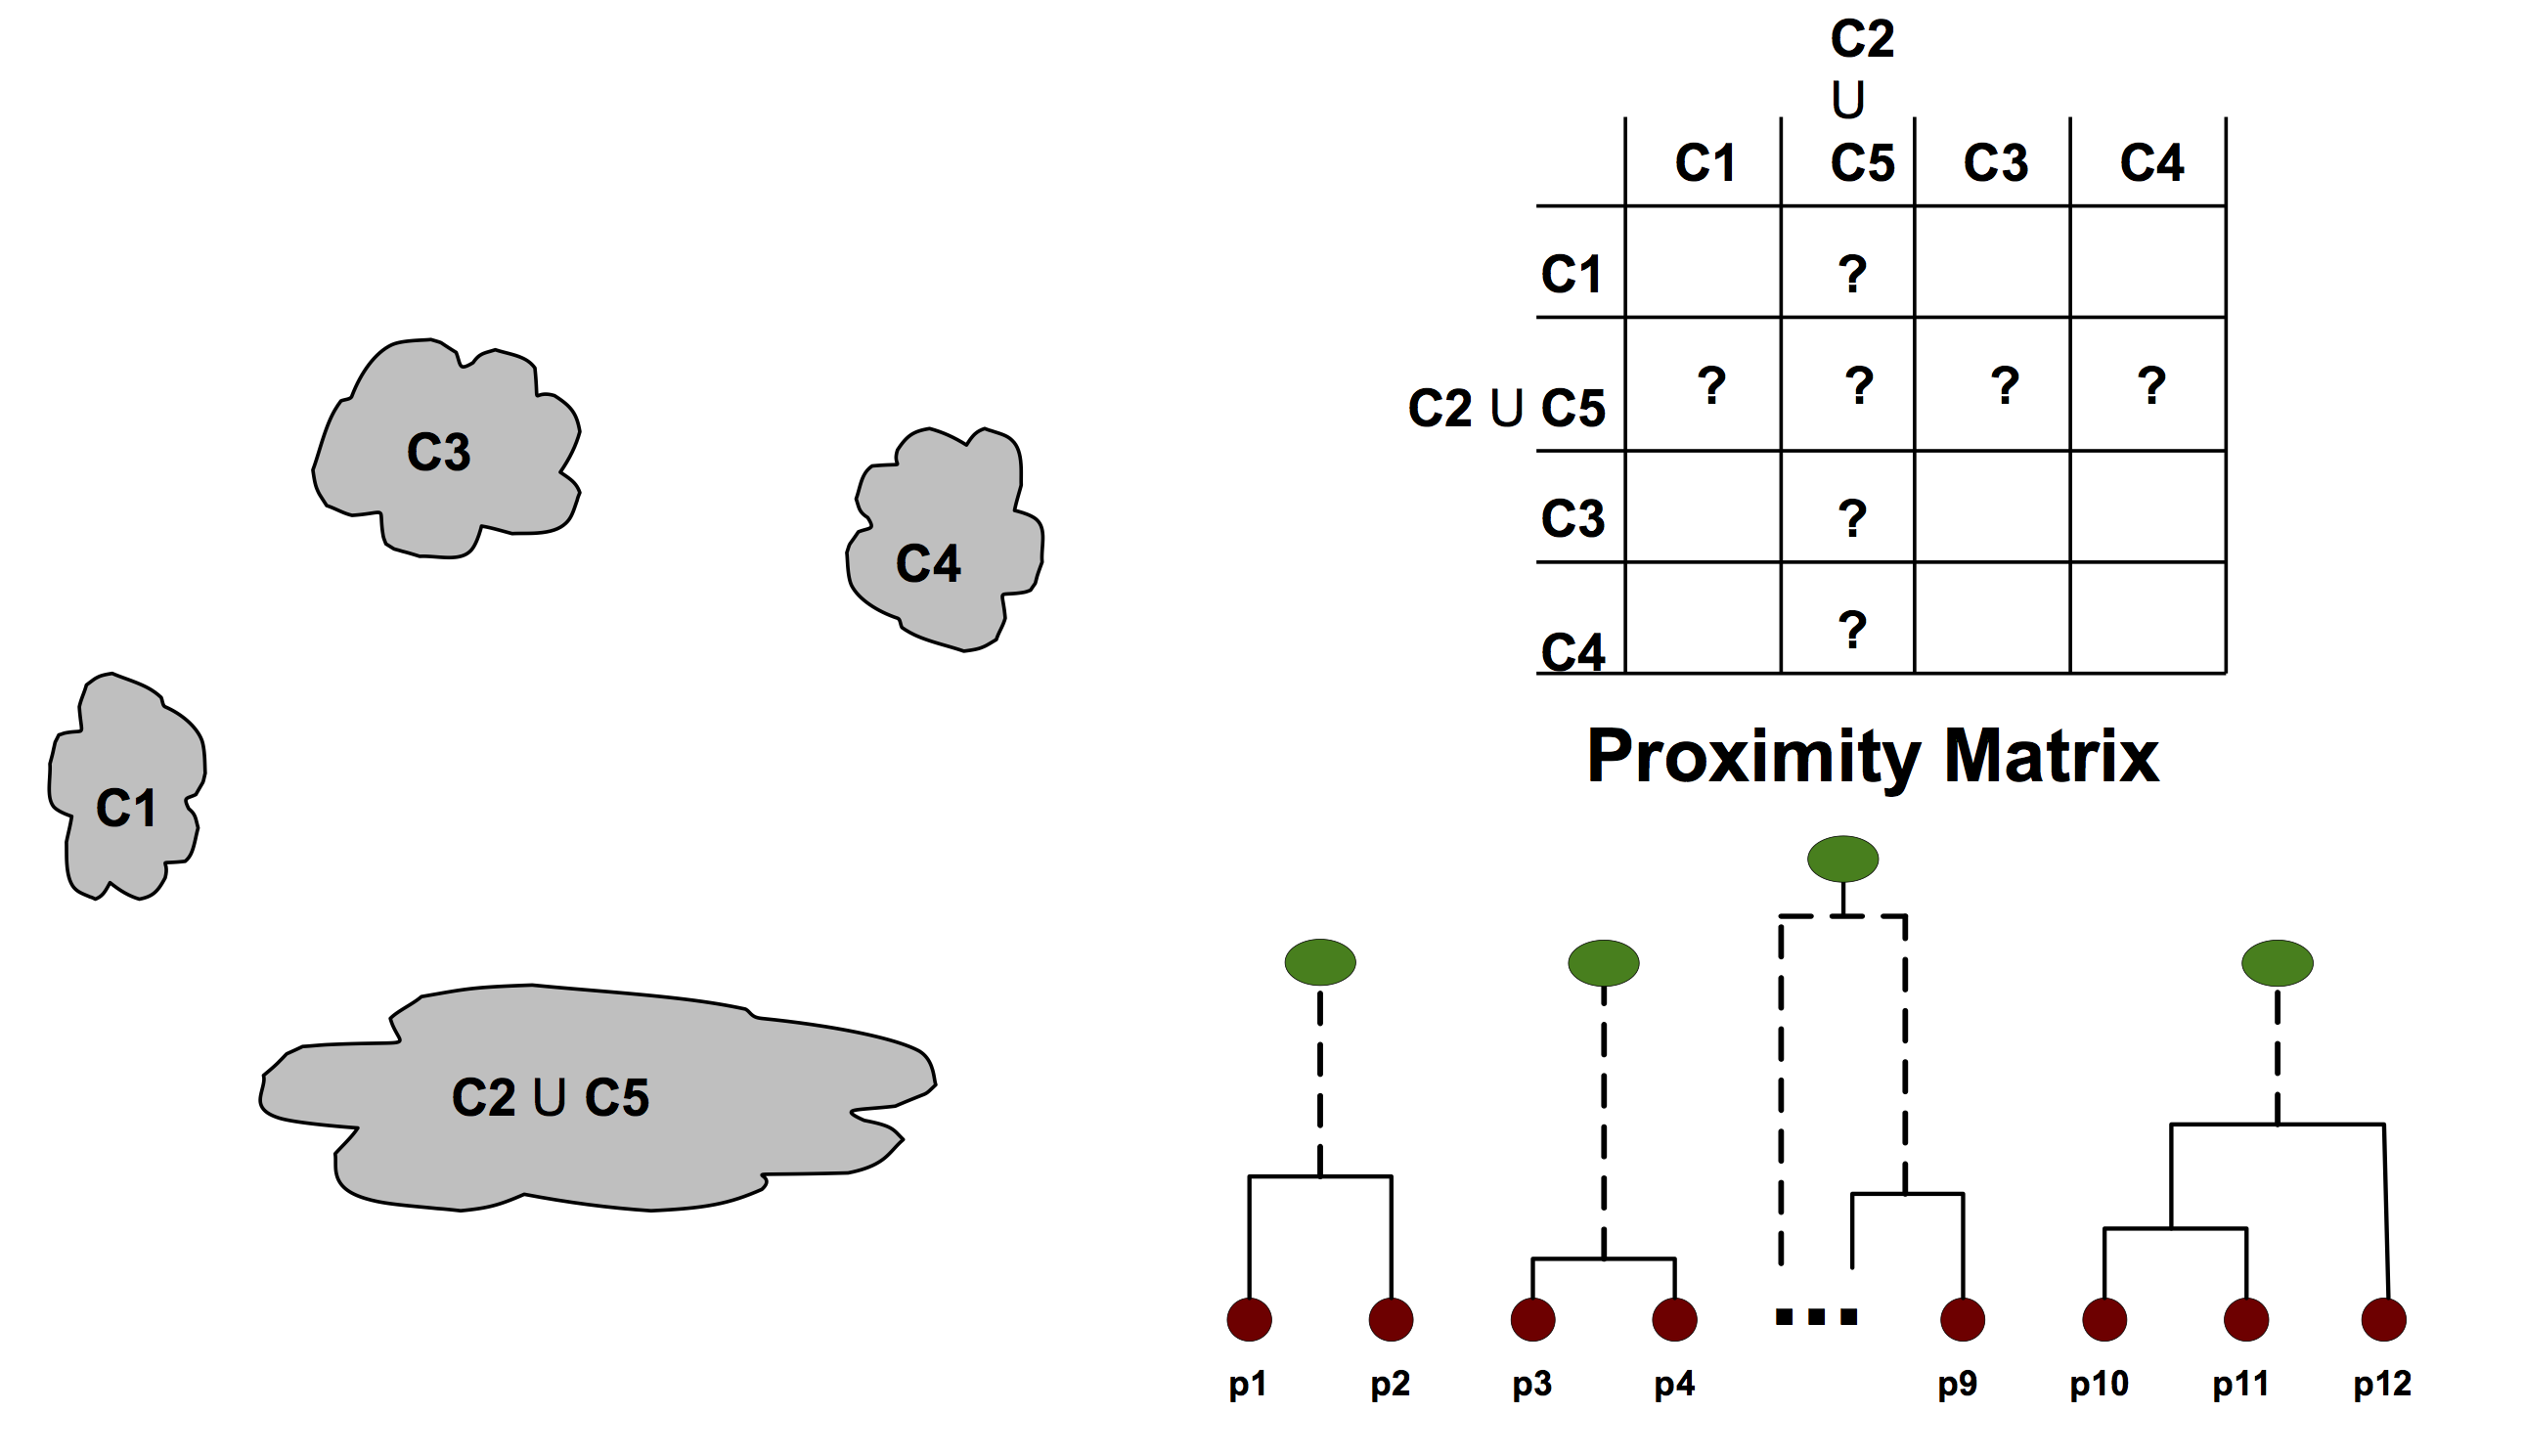 C3
C4
C1
C2 U C5
C2
U
C1 C5 C3 C4
C1 ?
C2 U C5 ? ? ? ?
C3 ?
C4 ?
Proximity Matrix
...
p1 p2 p3 p4 p9 p10 p11 p12